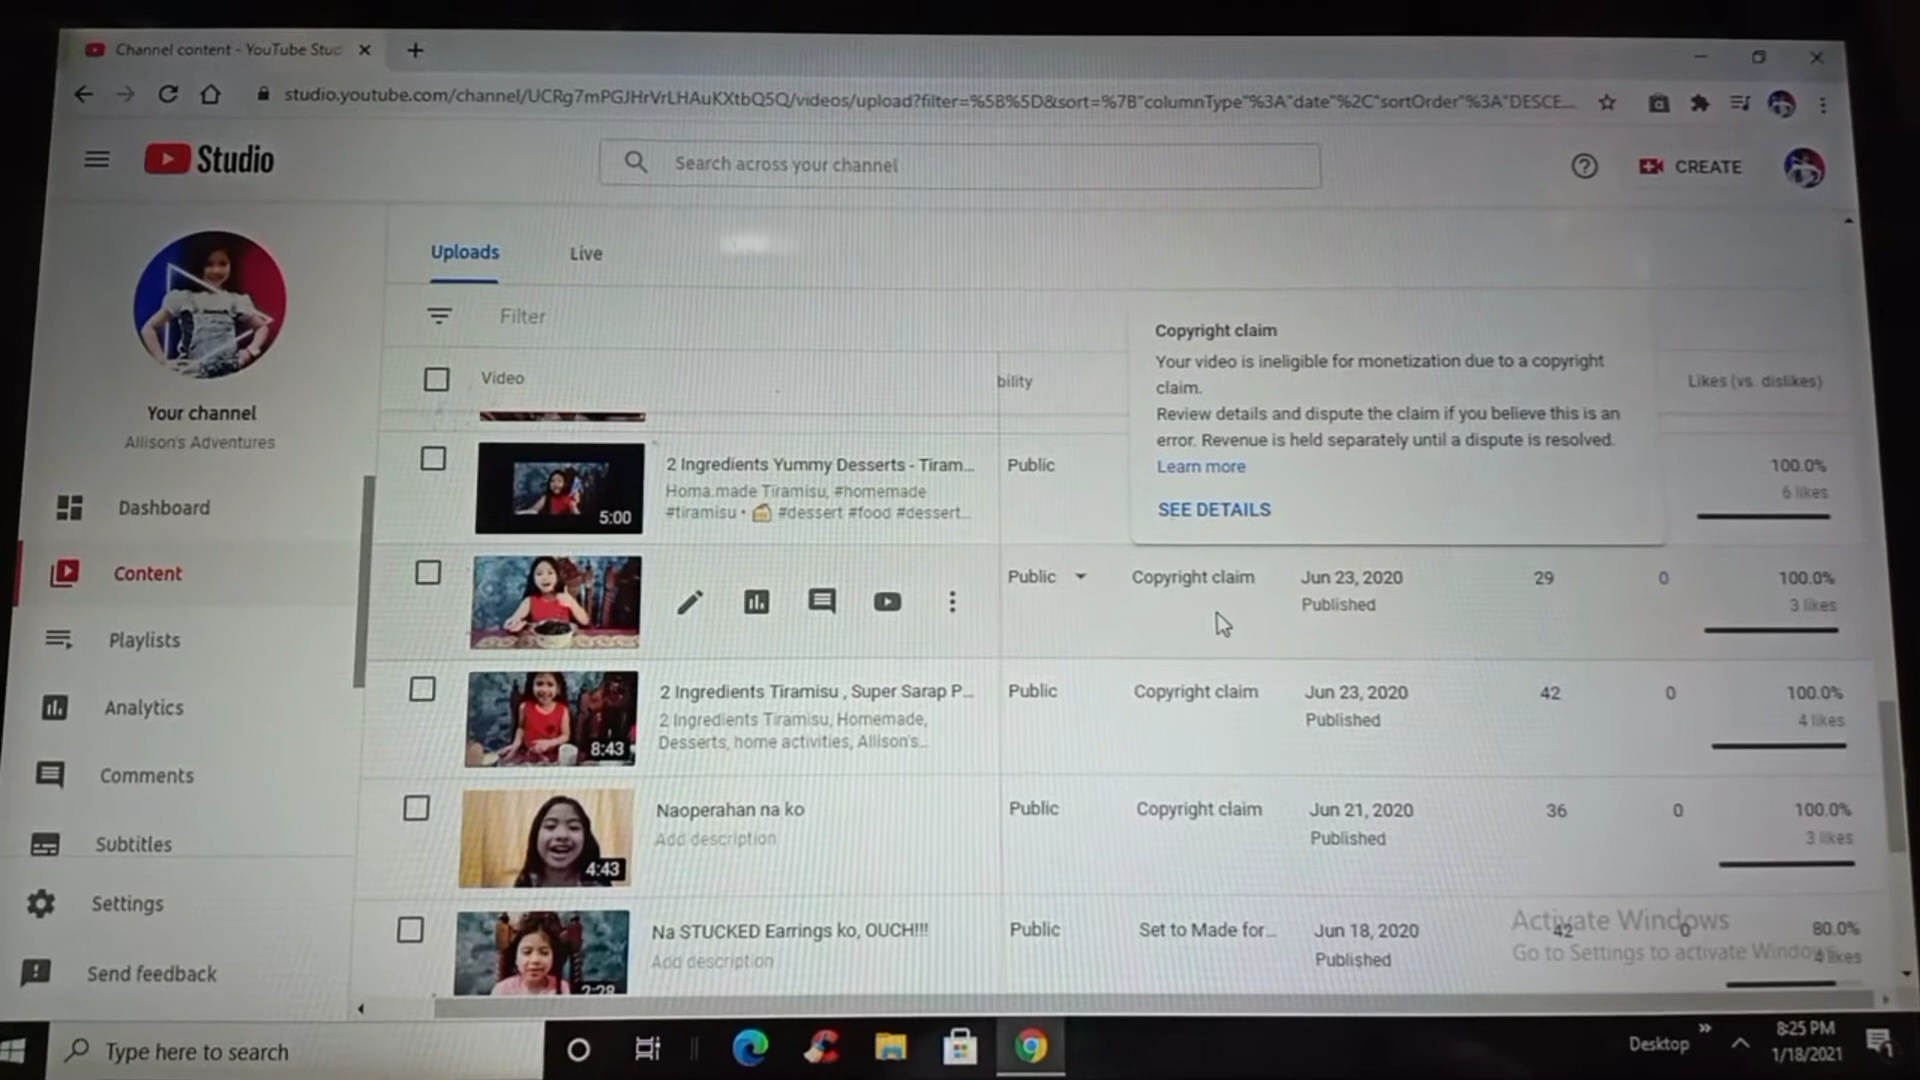 Channel content - YouTube Stud
studio.youtube.com/channel/UCRg7mPGJHrVrLHAuKXtbQ5Q/videos/upload?filter=%5B%5D&sort=%7B"columnType"%3A"date"%2C"sortOrder"%3A"DESCE...
Studio
Search across your channel
CREATE
Uploads
Live
Filter
Your channel
Allison's Adventures
Dashboard
Content
Playlists
Analytics
Comments
Subtitles
Settings
Send feedback
Video
bility
Likes (vs. dislikes)
Copyright claim
Your video is ineligible for monetization due to a copyright
claim.
Review details and dispute the claim if you believe this is an
error. Revenue is held separately until a dispute is resolved.
Learn more
SEE DETAILS
5:00
2 Ingredients Yummy Desserts - Tiram...
Homa.made Tiramisu, #homemade
#tiramisu • 🍰 #dessert #food #dessert...
Public
100.0%
6 likes
Public
Copyright claim
Jun 23, 2020
Published
29
0
100.0%
3 likes
8:43
2 Ingredients Tiramisu , Super Sarap P...
2 Ingredients Tiramisu, Homemade,
Desserts, home activities, Allison's...
Public
Copyright claim
Jun 23, 2020
Published
42
0
100.0%
4 likes
4:43
Naoperahan na ko
Add description
Public
Copyright claim
Jun 21, 2020
Published
36
0
100.0%
3 likes
2:28
Na STUCKED Earrings ko, OUCH!!!
Add description
Public
Set to Made for...
Jun 18, 2020
Published
42
0
80.0%
4 likes
Activate Windows
Go to Settings to activate Windo
Type here to search
Desktop
8:25 PM
1/18/2021
1